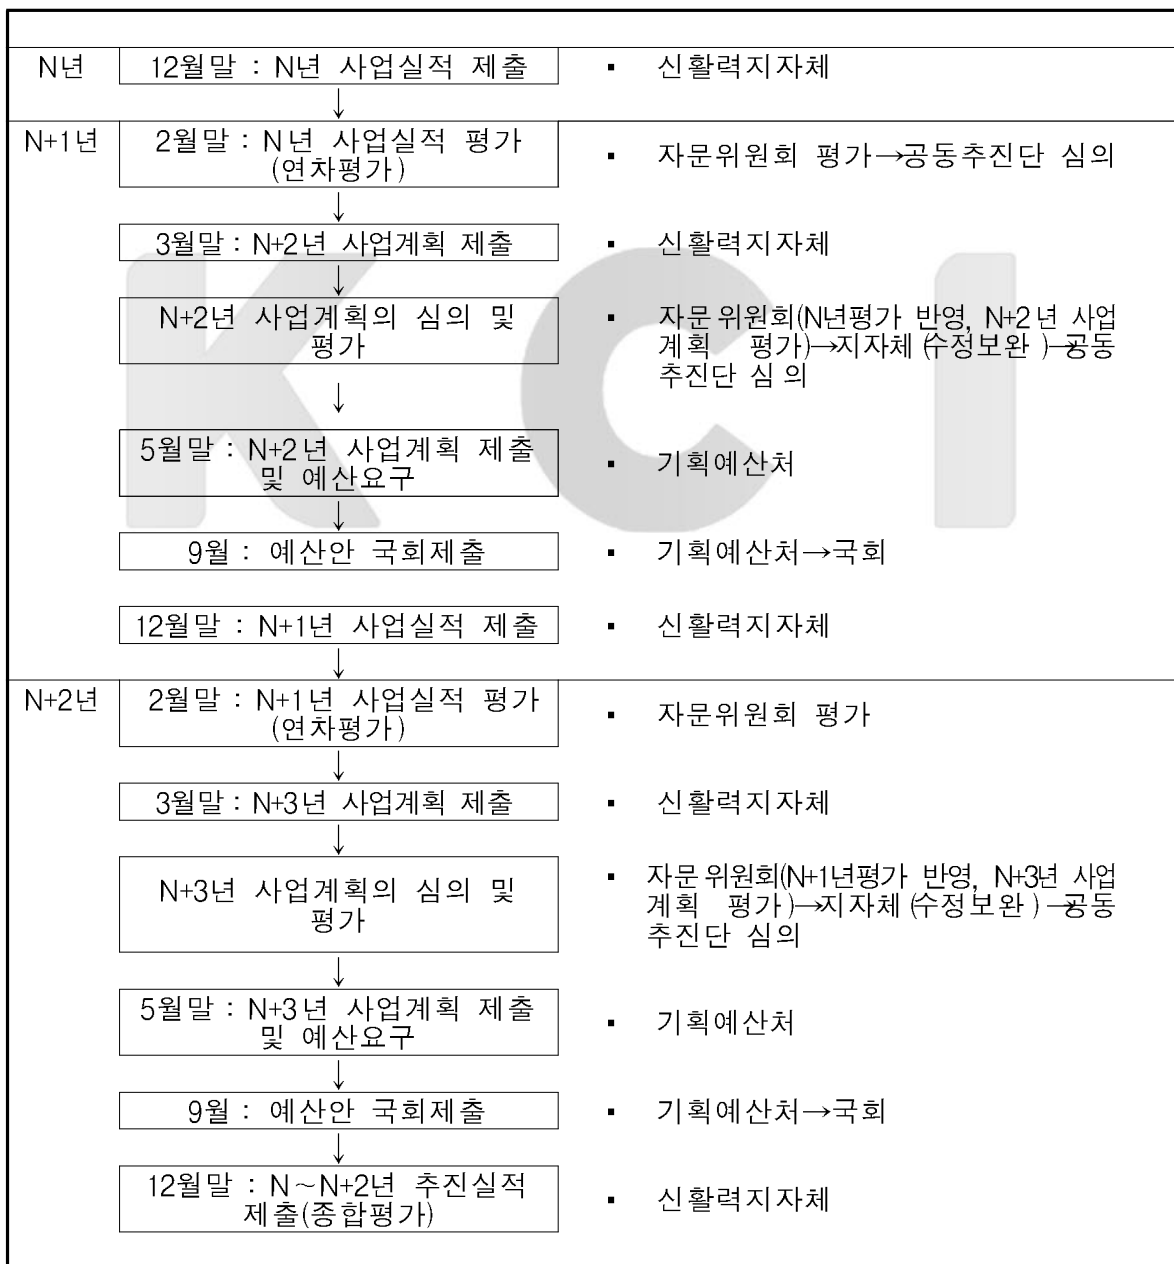 N년 12월말 : N년 사업실적 제출 ▪ 신활력지자체
↓
N+1년 2월말 : N년 사업실적 평가
(연차평가)
▪ 자문위원회 평가→공동추진단 심의
↓
3월말 : N+2년 사업계획 제출 ▪ 신활력지자체
↓
N+2년 사업계획의 심의 및
평가
▪ 자문위원회(N년평가 반영, N+2년 사업
계획 평가)→지자체(수정보완)→공동
추진단 심의
↓
5월말 : N+2년 사업계획 제출
및 예산요구
▪ 기획예산처
↓
9월 : 예산안 국회제출 ▪ 기획예산처→국회
12월말 : N+1년 사업실적 제출 ▪ 신활력지자체
↓
N+2년 2월말 : N+1년 사업실적 평가
(연차평가)
▪ 자문위원회 평가
↓
3월말 : N+3년 사업계획 제출 ▪ 신활력지자체
↓
N+3년 사업계획의 심의 및
평가
▪ 자문위원회(N+1년평가 반영, N+3년 사업
계획 평가)→지자체(수정보완)→공동
추진단 심의
↓
5월말 : N+3년 사업계획 제출
및 예산요구
▪ 기획예산처
↓
9월 : 예산안 국회제출 ▪ 기획예산처→국회
↓
12월말 : N~N+2년 추진실적
제출(종합평가)
▪ 신활력지자체
KCI